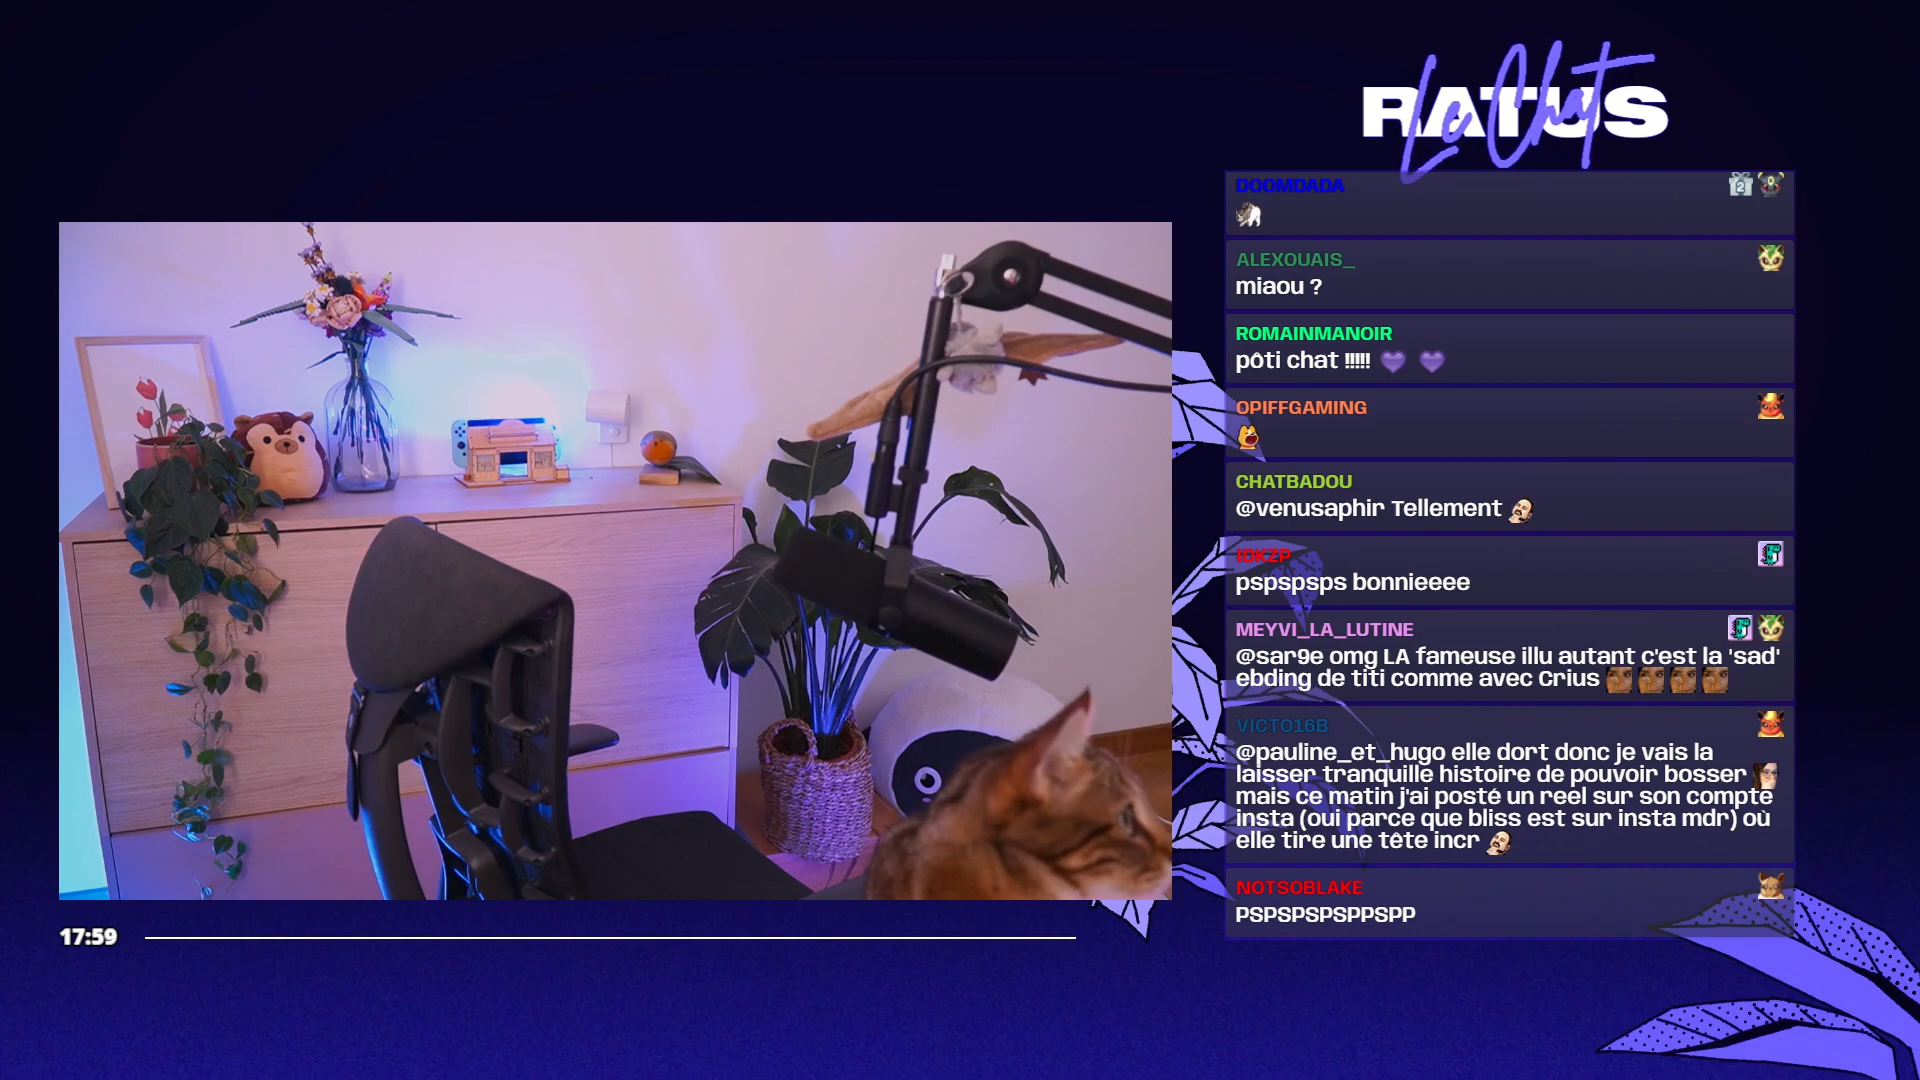 RATUS
La Chat
DOOMDADA
ALEXOUAIS_
miaou ?
ROMAINMANOIR
pôti chat !!!!!
OPIFFGAMING
CHATBADOU
@venusaphir Tellement
IDKZP
pspspsps bonnieeee
MEYVI_LA_LUTINE
@sar9e omg LA fameuse illu autant c'est la 'sad'
ebding de titi comme avec Crius
VICTO16B
@pauline_et_hugo elle dort donc je vais la
laisser tranquille histoire de pouvoir bosser
mais ce matin j'ai posté un reel sur son compte
insta (oui parce que bliss est sur insta mdr) où
elle tire une tête incr
NOTSOBLAKE
PSPSPSPSPPSPP
17:59